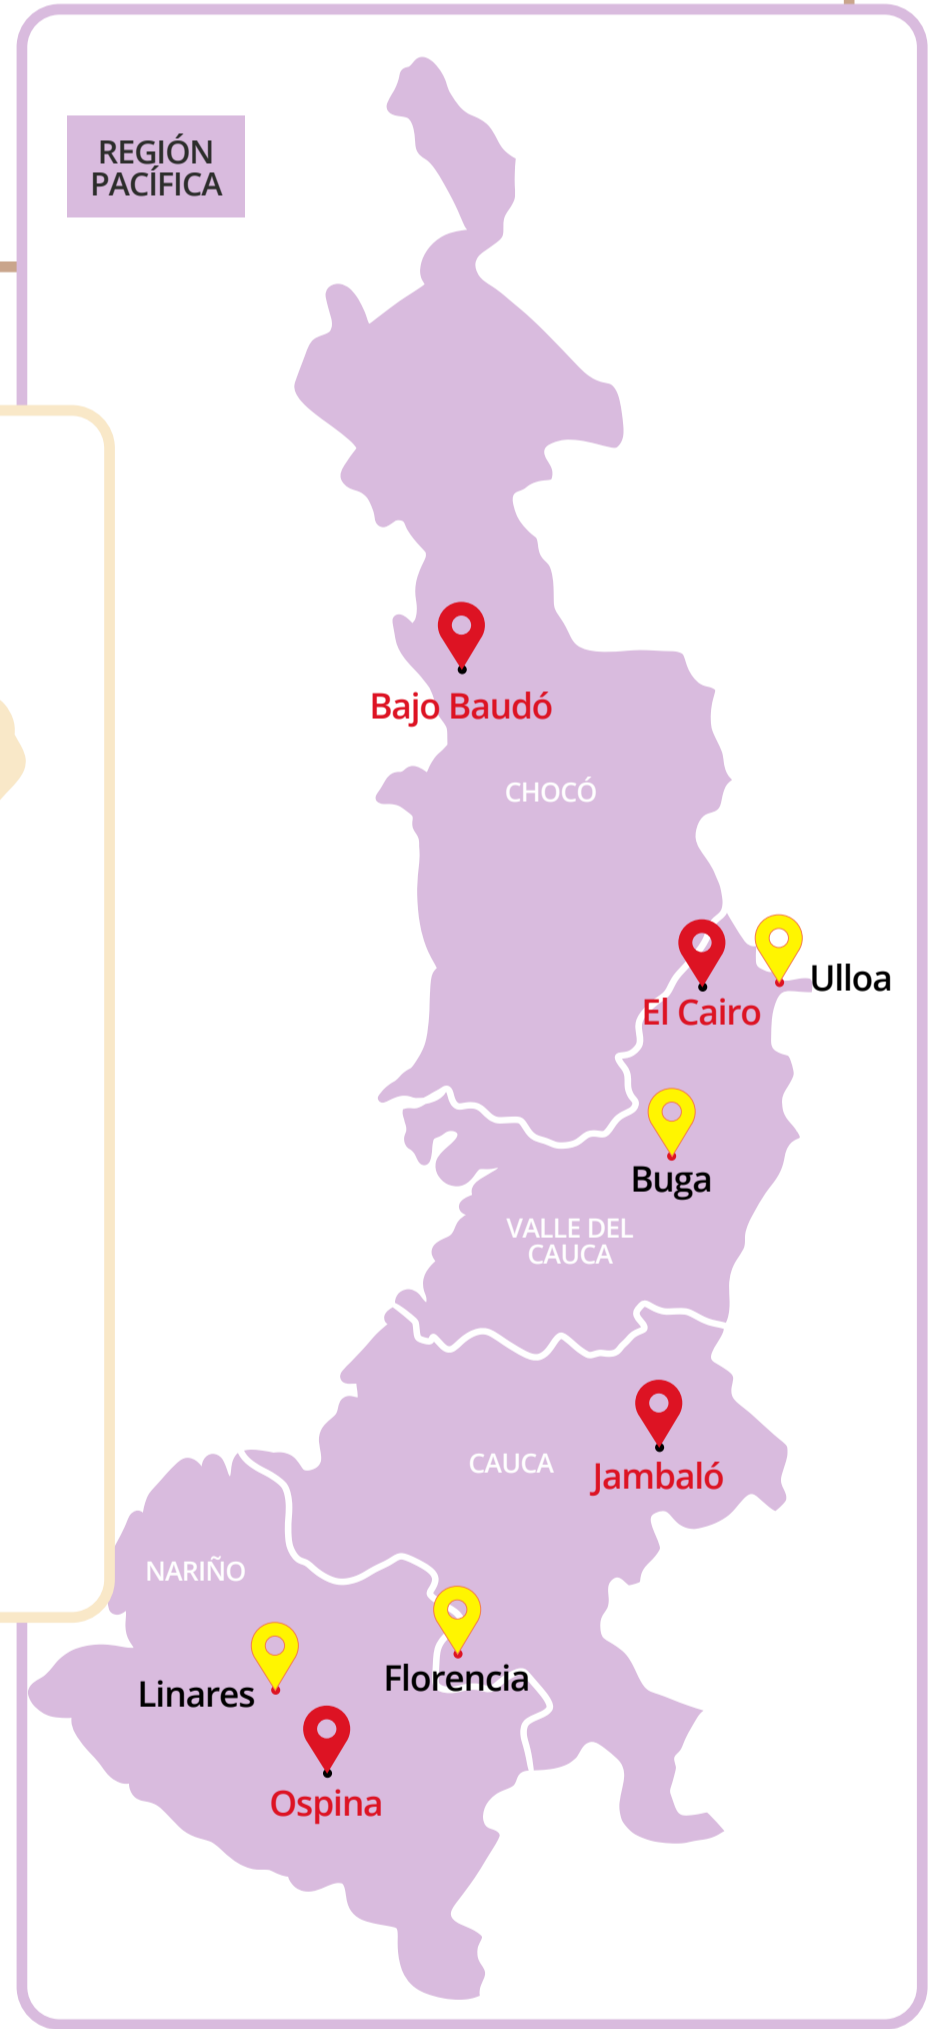 REGIÓN
PACÍFICA
Bajo Baudó
CHOCÓ
Ulloa
El Cairo
Buga
VALLE DEL
CAUCA
CAUCA
Jambaló
NARIÑO
Florencia
Linares
Ospina